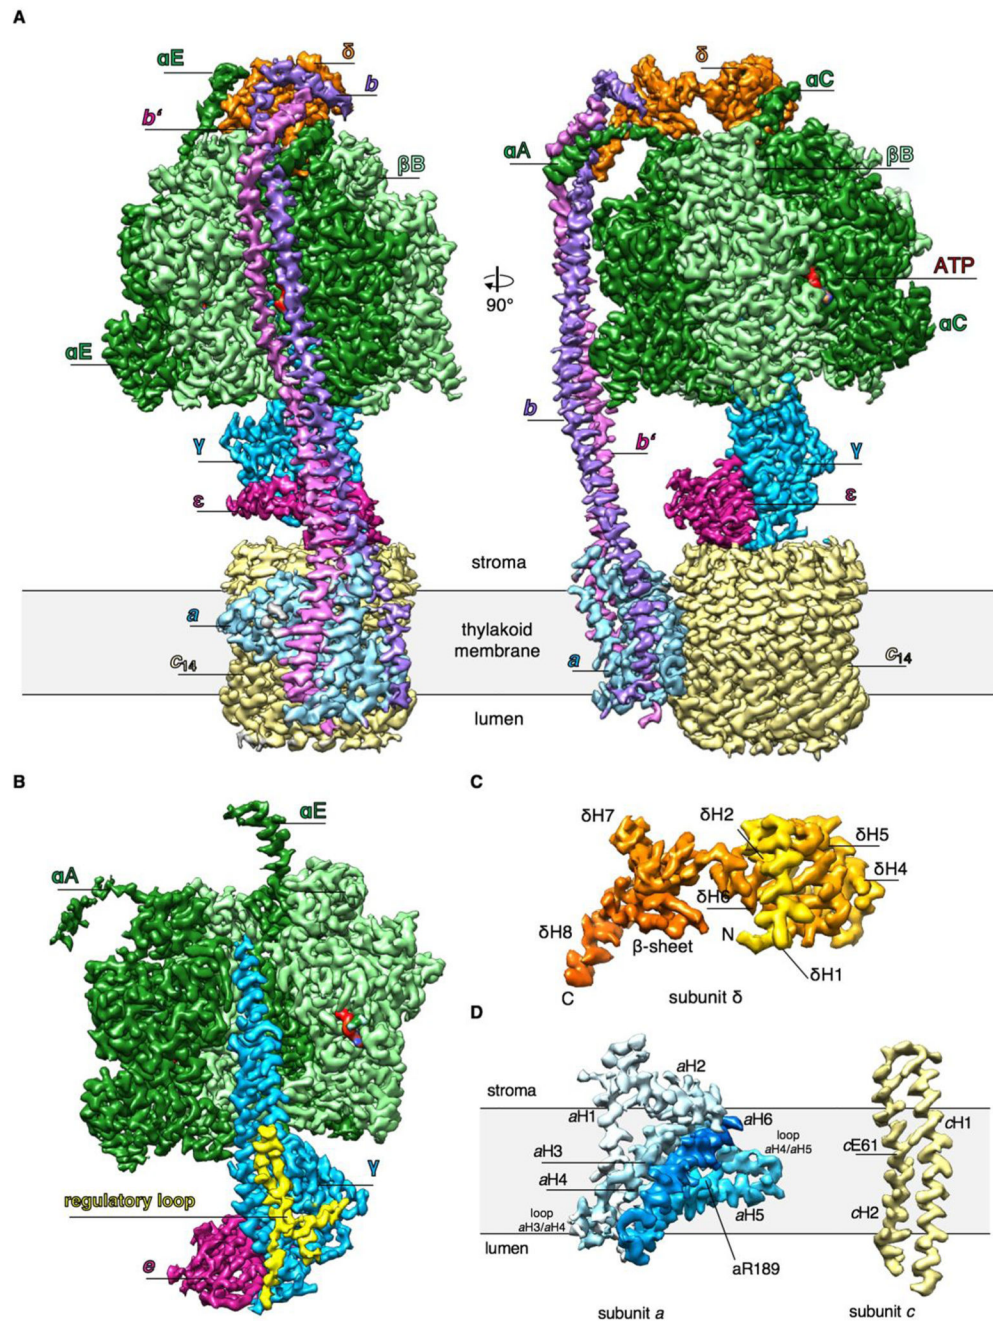 A
αE
δ
b
b‘
βB
αE
γ
ε
a
c14
90°
δ
αC
αA
βB
ATP
αC
b
b‘
γ
ε
stroma
thylakoid
membrane
lumen
a
c14
B
αE
αA
γ
regulatory loop
e
C
δH7
δH2
δH5
δH4
δH6
N
δH8
β-sheet
δH1
C
subunit δ
D
stroma
aH2
aH1
aH6
loop
aH4/aH5
aH3
aH4
loop
aH3/aH4
aH5
lumen
aR189
subunit a
cH1
cE61
cH2
subunit c